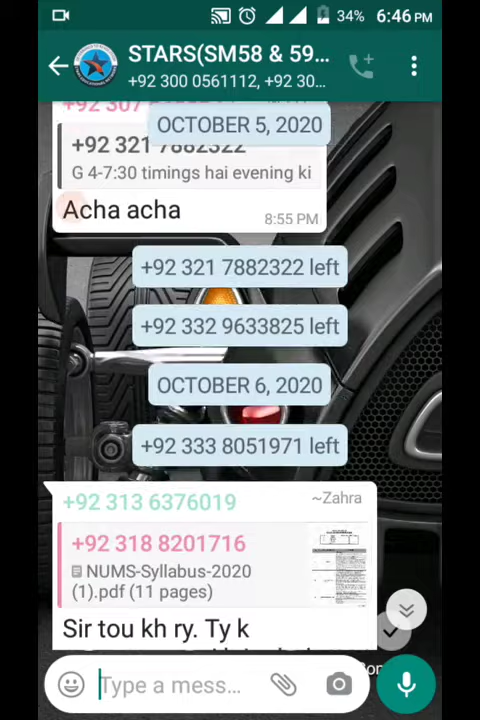 34% 6:46 PM
STARS(SM58 & 59...
+92 300 0561112, +92 30...
OCTOBER 5, 2020
+92 321 7882322
G 4-7:30 timings hai evening ki
Acha acha
8:55 PM
+92 321 7882322 left
+92 332 9633825 left
OCTOBER 6, 2020
+92 333 8051971 left
+92 313 6376019 ~Zahra
+92 318 8201716
NUMS-Syllabus-2020
(1).pdf (11 pages)
Sir tou kh ry. Ty k
Type a mess...